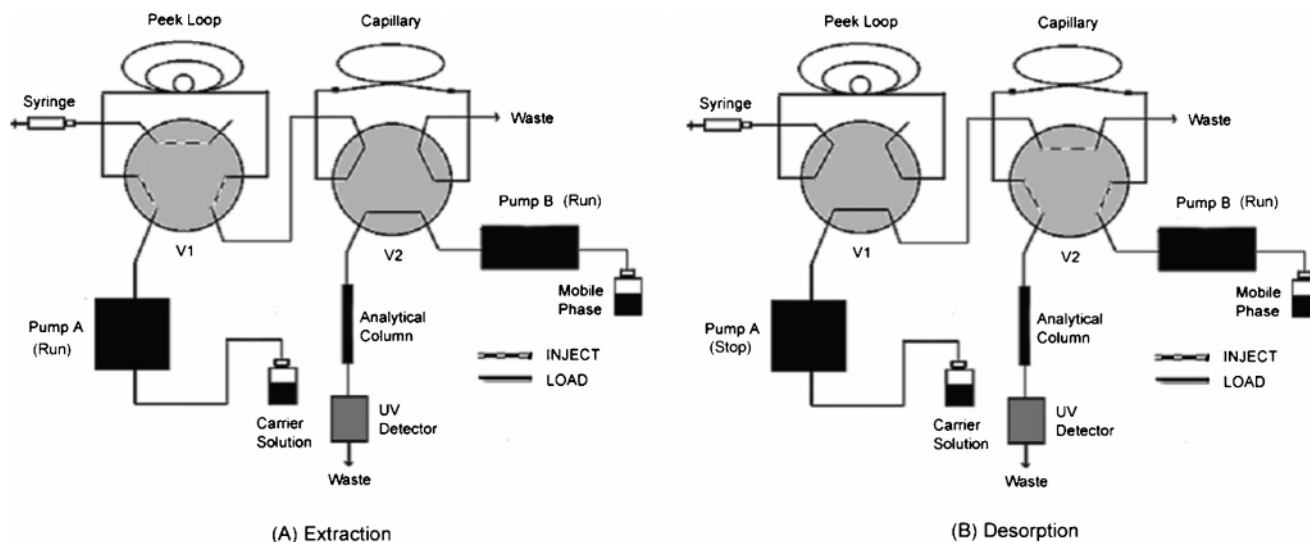 Peek Loop
Capillary
Syringe
Waste
V1
V2
Pump B (Run)
Mobile
Phase
Pump A
(Run)
Analytical
Column
INJECT
LOAD
Carrier
Solution
UV
Detector
Waste
(A) Extraction
Peek Loop
Capillary
Syringe
Waste
V1
V2
Pump B (Run)
Mobile
Phase
Pump A
(Stop)
Analytical
Column
INJECT
LOAD
Carrier
Solution
UV
Detector
Waste
(B) Desorption